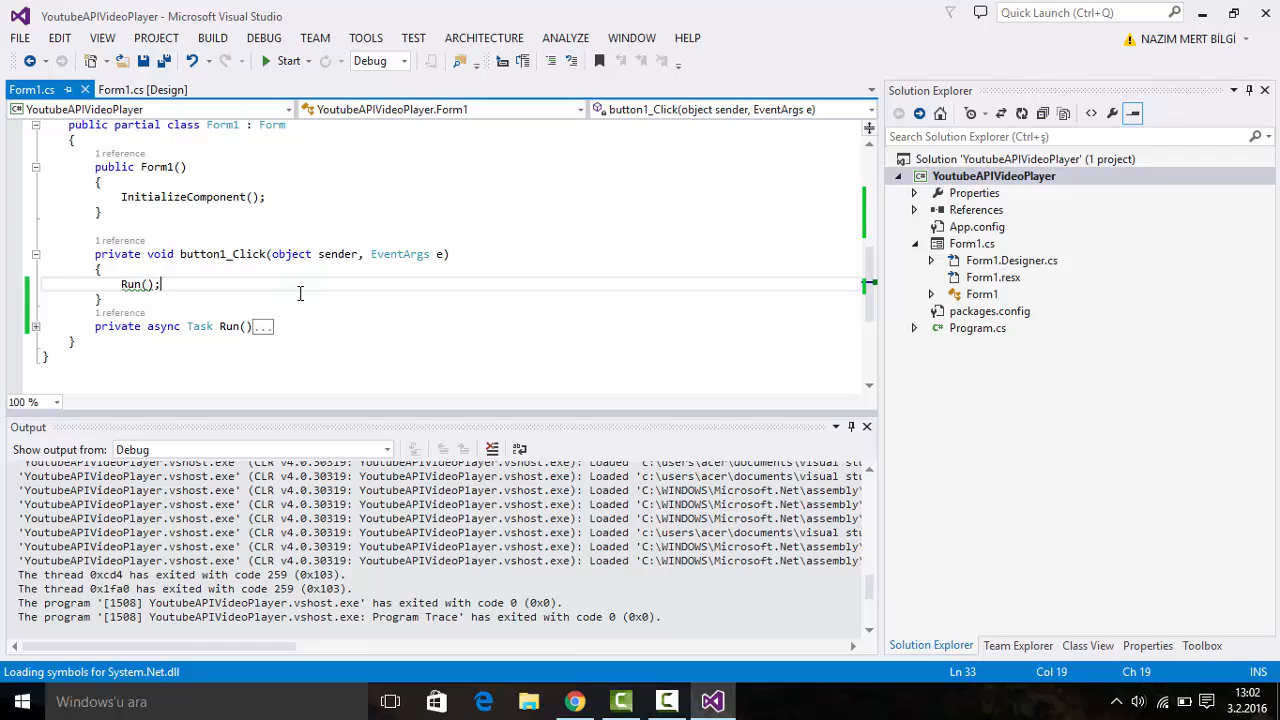 YoutubeAPIVideoPlayer - Microsoft Visual Studio
Quick Launch (Ctrl+Q)
FILE EDIT VIEW PROJECT BUILD DEBUG TEAM TOOLS TEST ARCHITECTURE ANALYZE WINDOW HELP
NAZIM MERT BİLGİ
Start Debug
Form1.cs Form1.cs [Design]
YoutubeAPIVideoPlayer YoutubeAPIVideoPlayer.Form1 button1_Click(object sender, EventArgs e)
public partial class Form1 : Form
{
1 reference
public Form1()
{
InitializeComponent();
}
1 reference
private void button1_Click(object sender, EventArgs e)
{
Run();
}
1 reference
private async Task Run()...
}
}
100 %
Output
Show output from: Debug
'YoutubeAPIVideoPlayer.vshost.exe' (CLR v4.0.30319: YoutubeAPIVideoPlayer.vshost.exe): Loaded 'c:\users\acer\documents\visual stu
'YoutubeAPIVideoPlayer.vshost.exe' (CLR v4.0.30319: YoutubeAPIVideoPlayer.vshost.exe): Loaded 'c:\users\acer\documents\visual stu
'YoutubeAPIVideoPlayer.vshost.exe' (CLR v4.0.30319: YoutubeAPIVideoPlayer.vshost.exe): Loaded 'C:\WINDOWS\Microsoft.Net\assembly\
'YoutubeAPIVideoPlayer.vshost.exe' (CLR v4.0.30319: YoutubeAPIVideoPlayer.vshost.exe): Loaded 'C:\WINDOWS\Microsoft.Net\assembly\
'YoutubeAPIVideoPlayer.vshost.exe' (CLR v4.0.30319: YoutubeAPIVideoPlayer.vshost.exe): Loaded 'C:\WINDOWS\Microsoft.Net\assembly\
'YoutubeAPIVideoPlayer.vshost.exe' (CLR v4.0.30319: YoutubeAPIVideoPlayer.vshost.exe): Loaded 'c:\users\acer\documents\visual stu
'YoutubeAPIVideoPlayer.vshost.exe' (CLR v4.0.30319: YoutubeAPIVideoPlayer.vshost.exe): Loaded 'C:\WINDOWS\Microsoft.Net\assembly\
'YoutubeAPIVideoPlayer.vshost.exe' (CLR v4.0.30319: YoutubeAPIVideoPlayer.vshost.exe): Loaded 'C:\WINDOWS\Microsoft.Net\assembly\
The thread 0xcd4 has exited with code 259 (0x103).
The thread 0x1fa0 has exited with code 259 (0x103).
The program '[1508] YoutubeAPIVideoPlayer.vshost.exe' has exited with code 0 (0x0).
The program '[1508] YoutubeAPIVideoPlayer.vshost.exe: Program Trace' has exited with code 0 (0x0).
Solution Explorer
Search Solution Explorer (Ctrl+ş)
Solution 'YoutubeAPIVideoPlayer' (1 project)
YoutubeAPIVideoPlayer
Properties
References
App.config
Form1.cs
Form1.Designer.cs
Form1.resx
Form1
packages.config
Program.cs
Solution Explorer Team Explorer Class View Properties Toolbox
Loading symbols for System.Net.dll Ln 33 Col 19 Ch 19 INS
Windows'u ara
13:02
3.2.2016